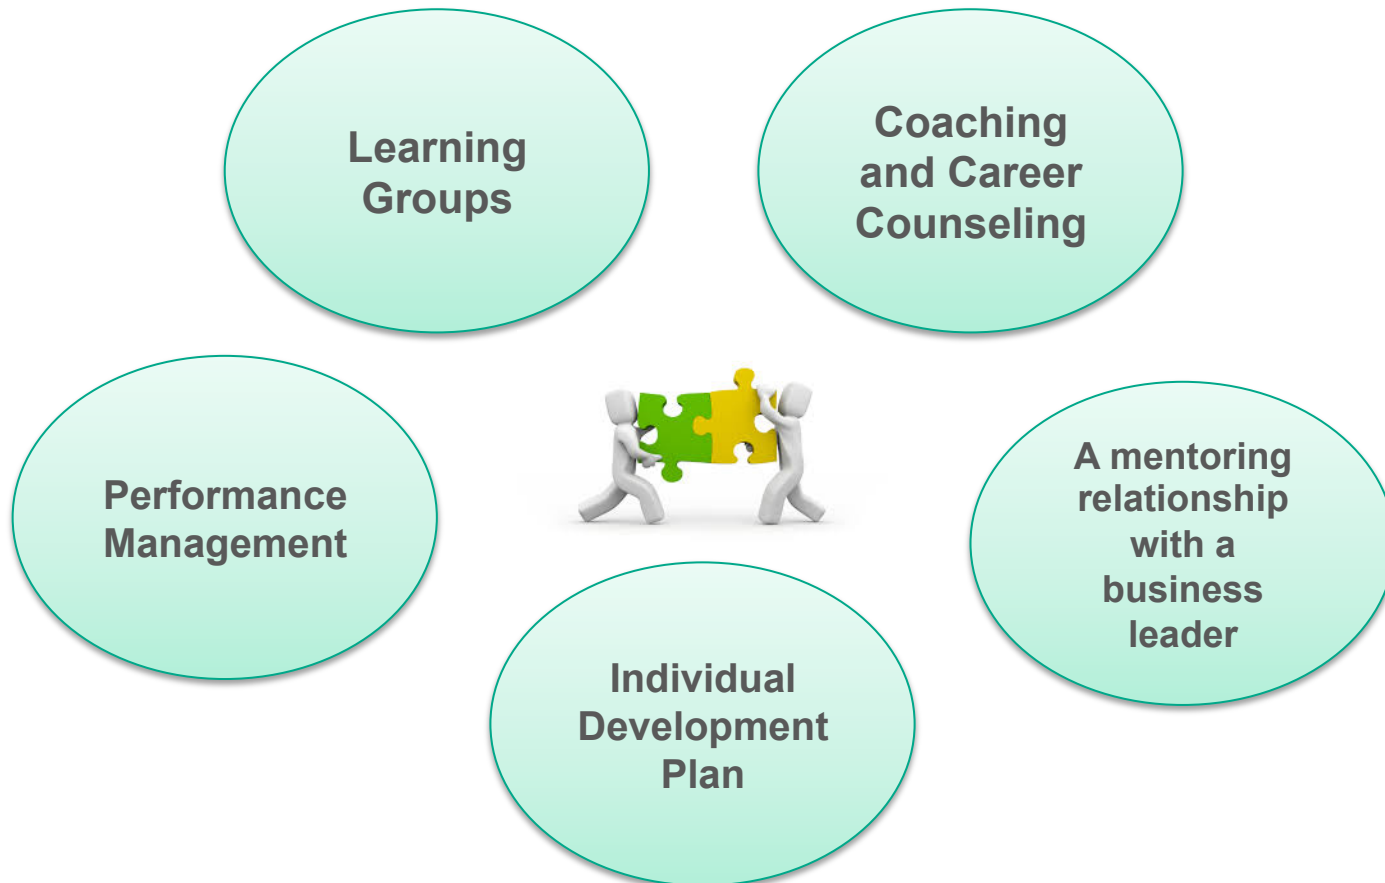 Learning
Groups
Coaching
and Career
Counseling
Performance
Management
A mentoring
relationship
with a
business
leader
Individual
Development
Plan